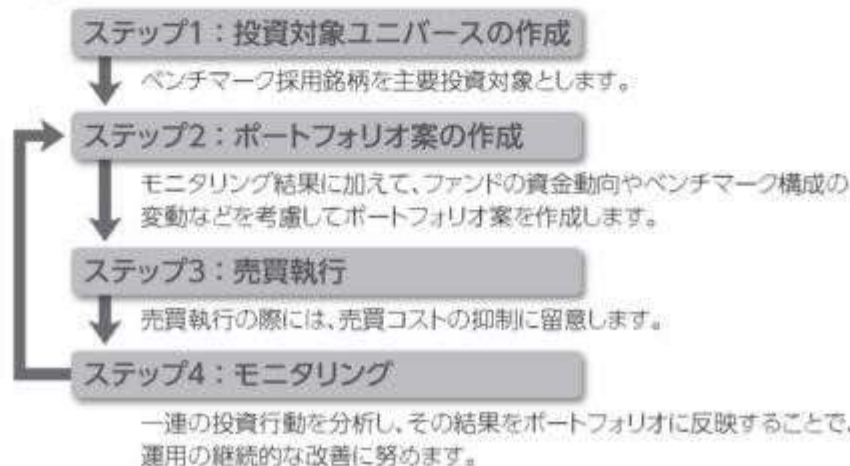 ステップ1：投資対象ユニバースの作成
ベンチマーク採用銘柄を主要投資対象とします。
ステップ2：ポートフォリオ案の作成
モニタリング結果に加えて、ファンドの資金動向やベンチマーク構成の
変動などを考慮してポートフォリオ案を作成します。
ステップ3：売買執行
売買執行の際には、売買コストの抑制に留意します。
ステップ4：モニタリング
一連の投資行動を分析し、その結果をポートフォリオに反映することで、
運用の継続的な改善に努めます。